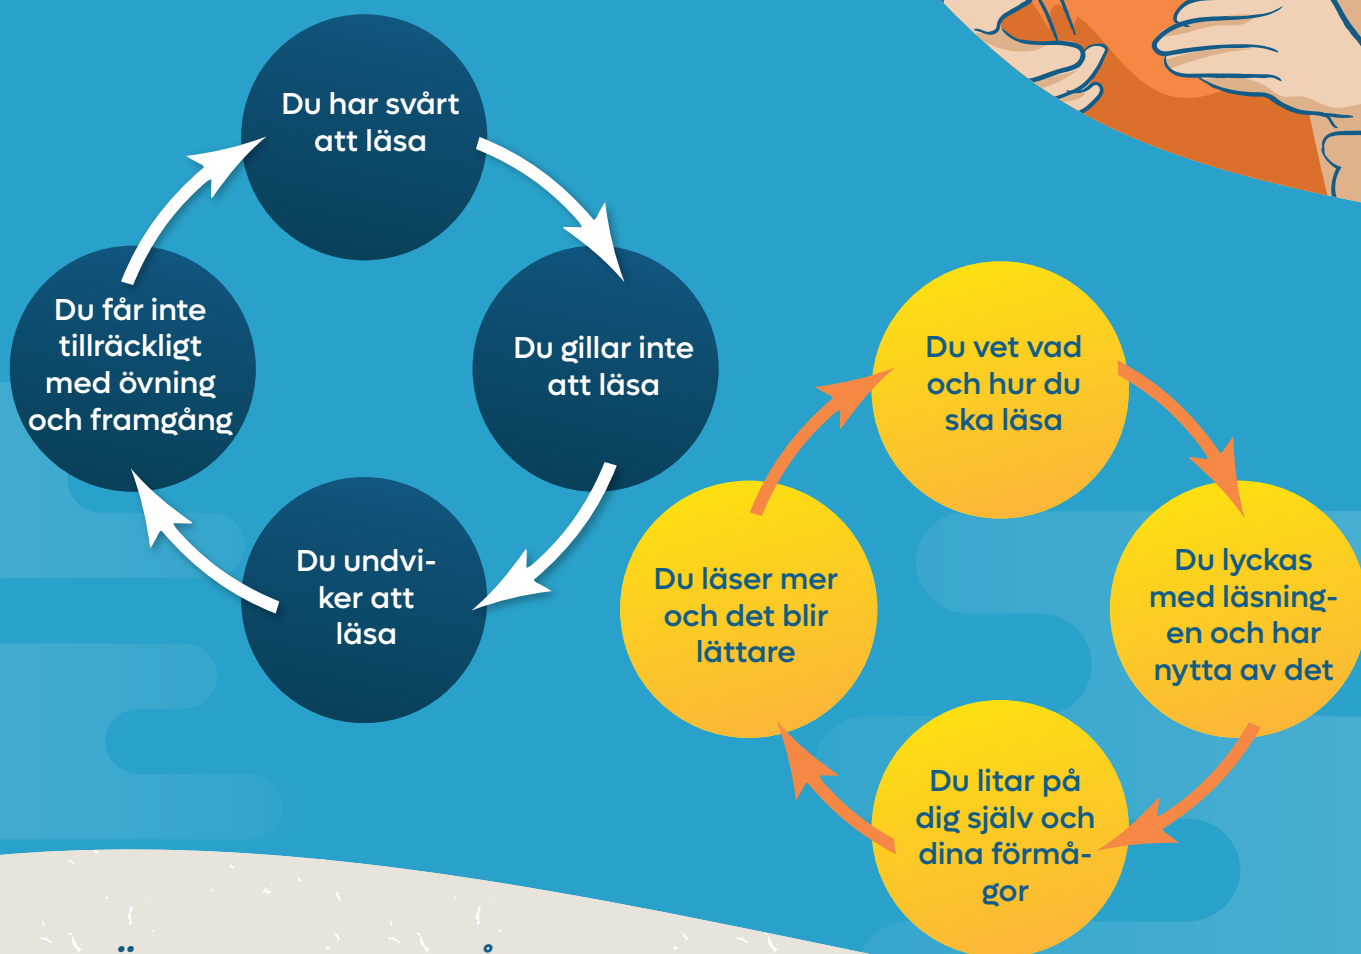 Du har svårt
att läsa
Du gillar inte
att läsa
Du undvi-
ker att
läsa
Du får inte
tillräckligt
med övning
och framgång
Du vet vad
och hur du
ska läsa
Du lyckas
med läsning-
en och har
nytta av det
Du litar på
dig själv och
dina förmå-
gor
Du läser mer
och det blir
lättare